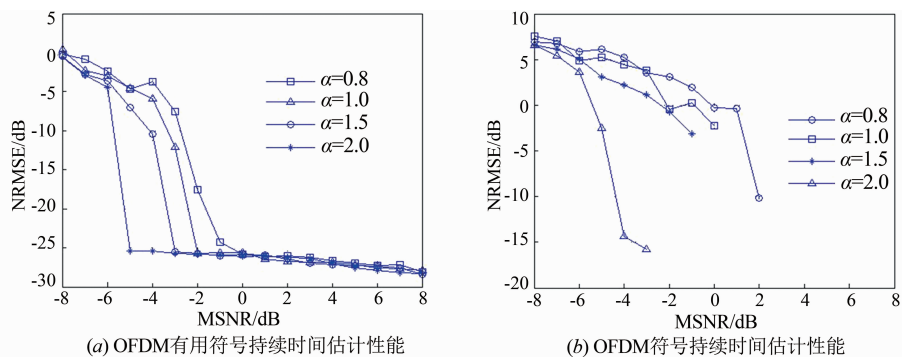 5
0
-5
-10
-15
-20
-25
-30
NRMSE/dB
α=0.8
α=1.0
α=1.5
α=2.0
-8 -6 -4 -2 0 2 4 6 8
MSNR/dB
(a) OFDM有用符号持续时间估计性能
10
5
0
-5
-10
-15
-20
NRMSE/dB
α=0.8
α=1.0
α=1.5
α=2.0
-8 -6 -4 -2 0 2 4 6 8
MSNR/dB
(b) OFDM符号持续时间估计性能